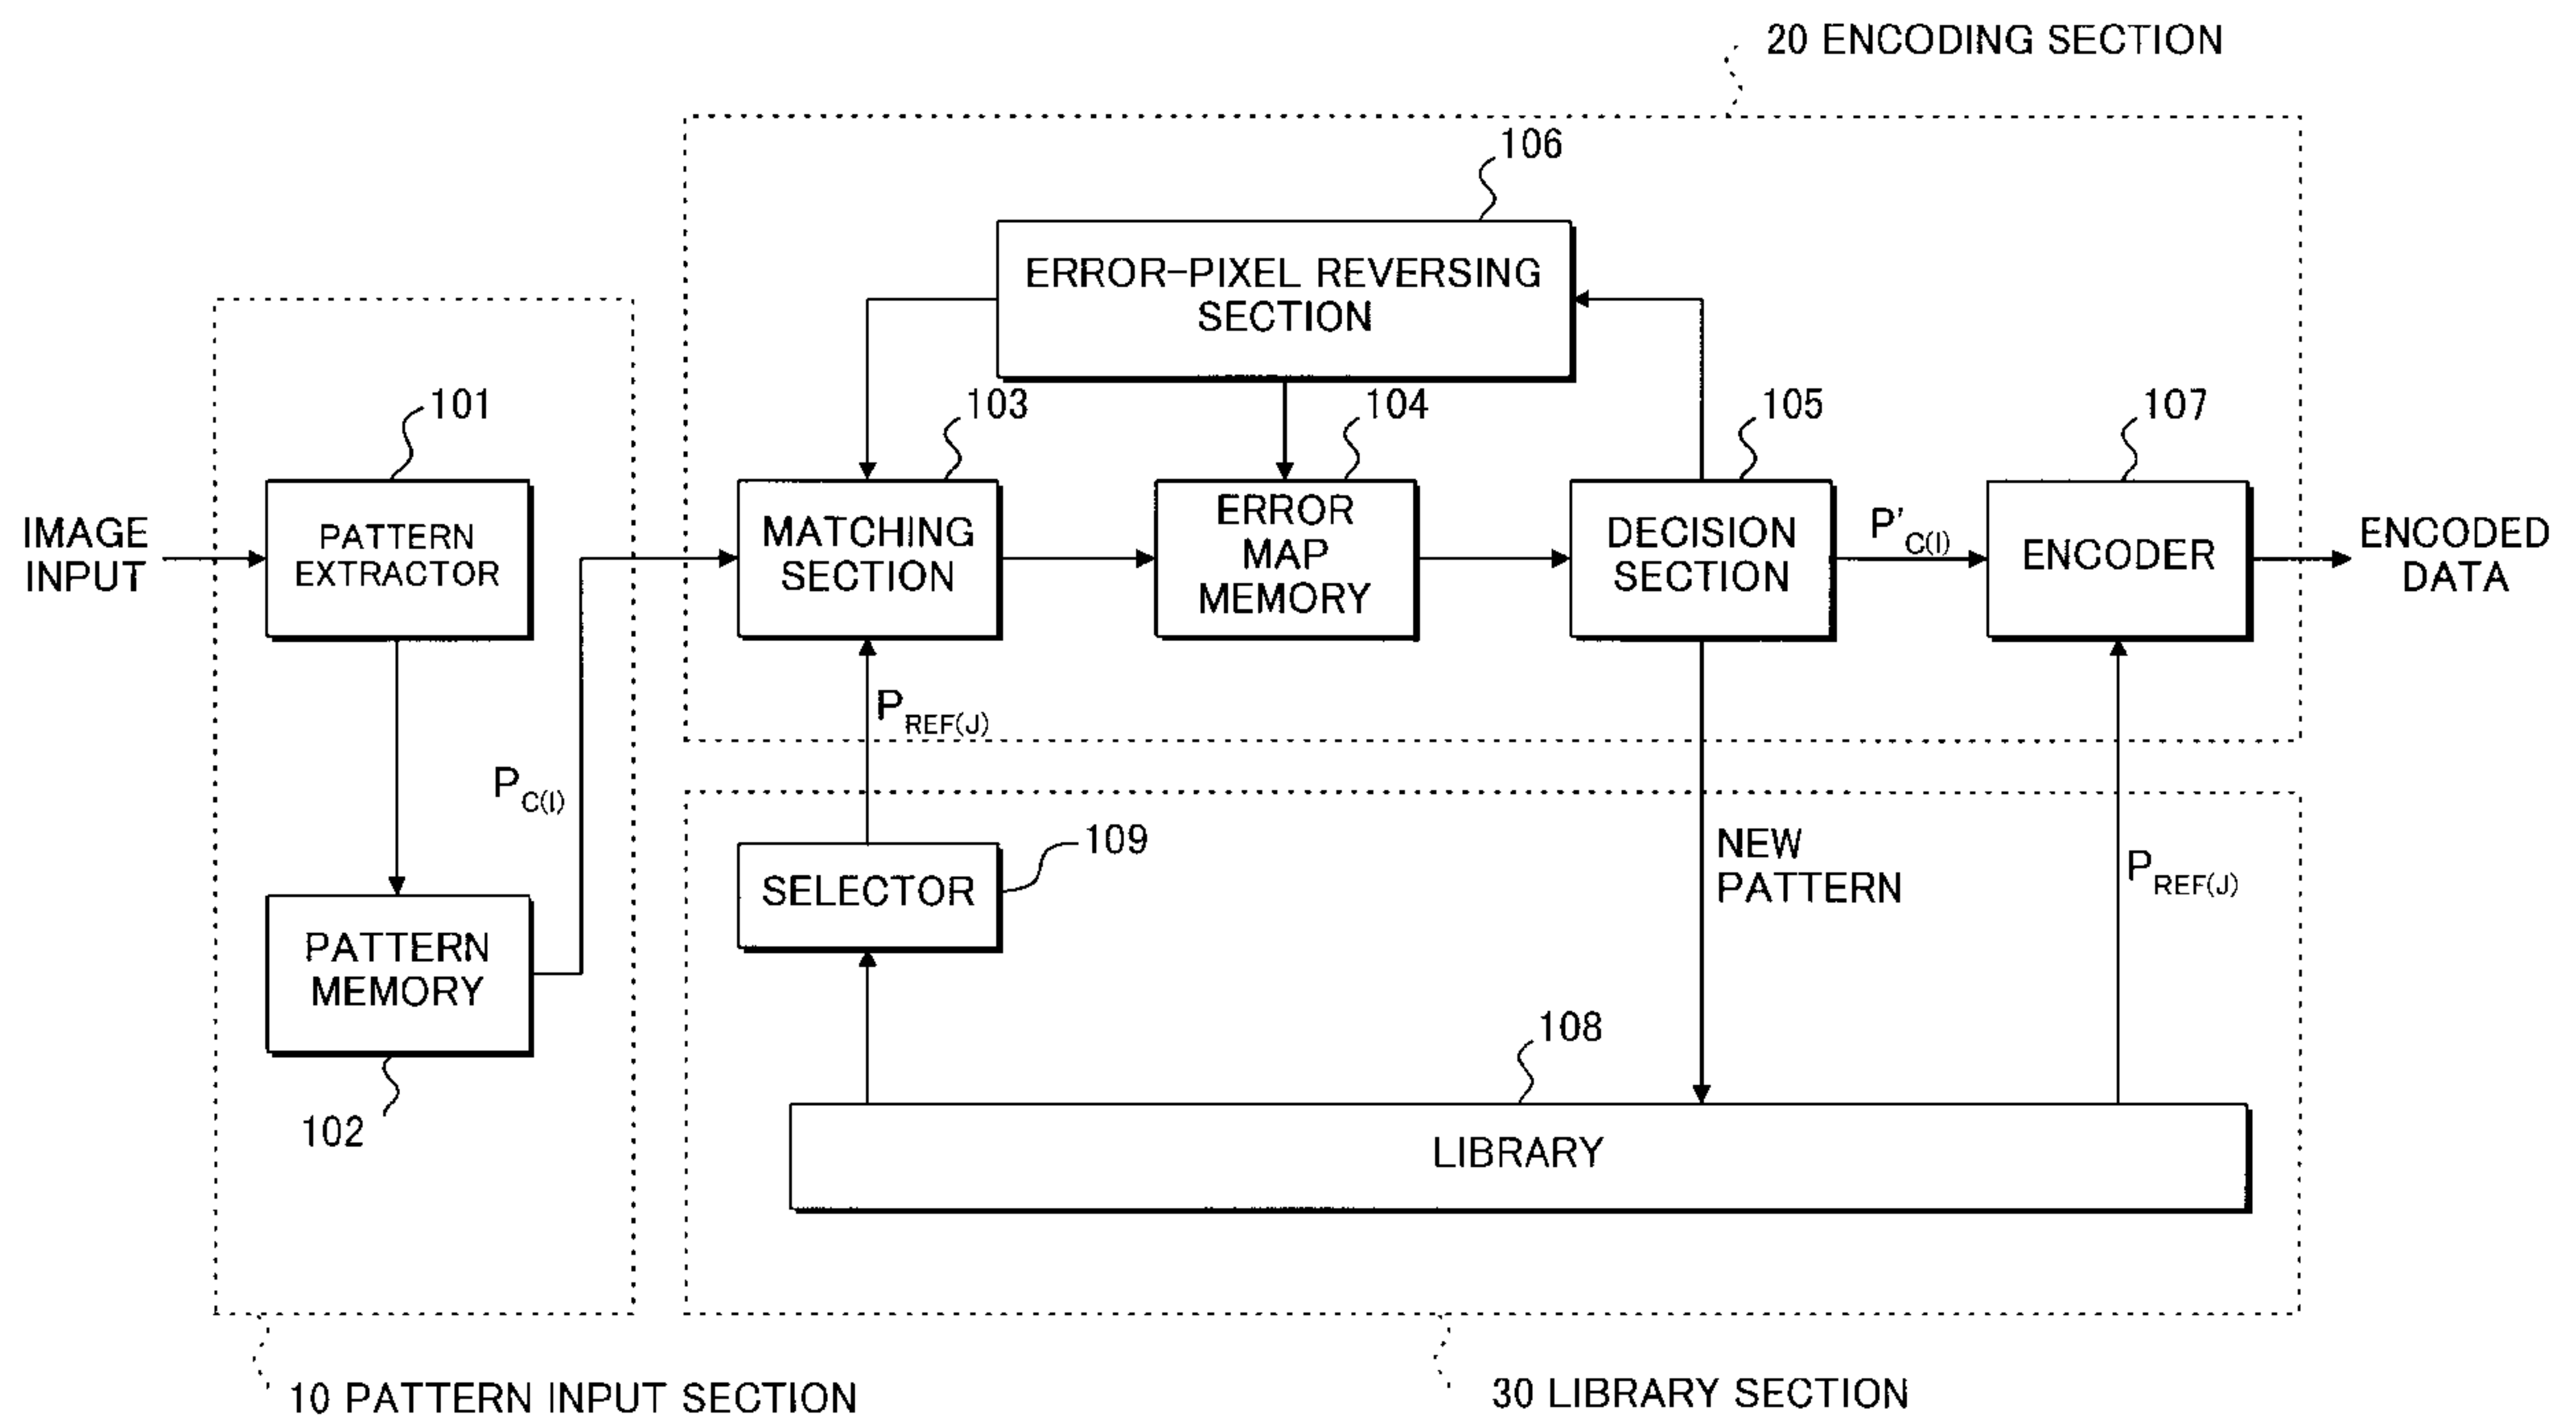 20 ENCODING SECTION
106
ERROR-PIXEL REVERSING
SECTION
101
103
104
105
107
IMAGE
INPUT
PATTERN
EXTRACTOR
MATCHING
SECTION
ERROR
MAP
MEMORY
DECISION
SECTION
P'C(I)
ENCODER
ENCODED
DATA
PREF(J)
PC(I)
109
SELECTOR
NEW
PATTERN
PREF(J)
PATTERN
MEMORY
102
108
LIBRARY
10 PATTERN INPUT SECTION
30 LIBRARY SECTION